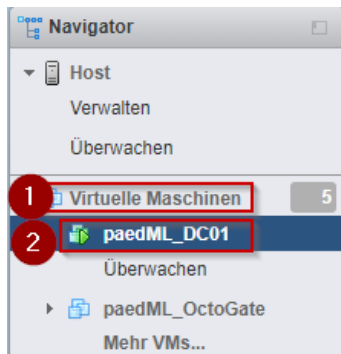 Navigator
Host
Verwalten
Überwachen
1 Virtuelle Maschinen 5
2 paedML_DC01
Überwachen
paedML_OctoGate
Mehr VMs...